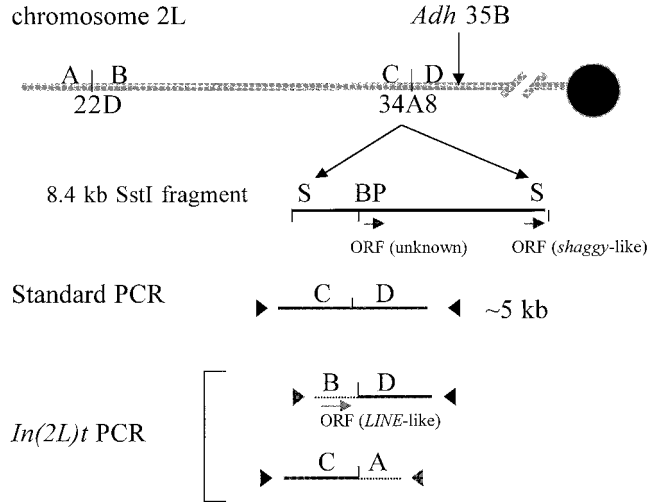 chromosome 2L
Adh 35B
A B C D
22D 34A8
8.4 kb SstI fragment
S BP S
ORF (unknown) ORF (shaggy-like)
Standard PCR
C D
~5 kb
B D
ORF (LINE-like)
In(2L)t PCR
C A